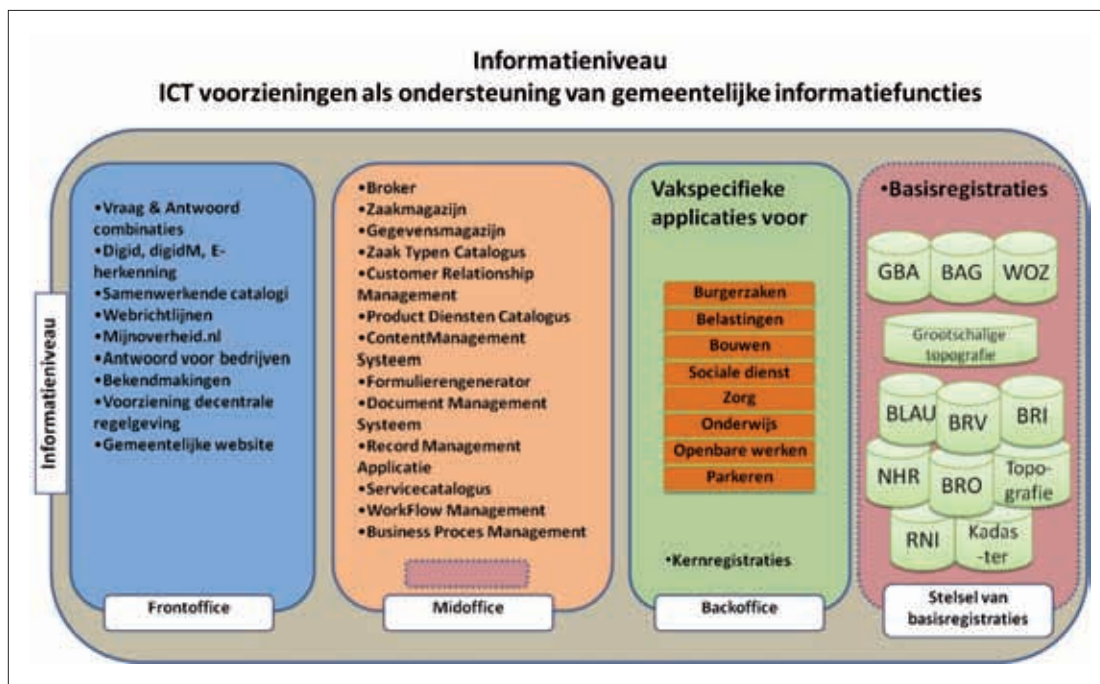 Informatieniveau
ICT voorzieningen als ondersteuning van gemeentelijke informatiefuncties
Informatieniveau
•Vraag & Antwoord
combinaties
•Digid, digidM, E-
herkenning
•Samenwerkende catalogi
•Webrichtlijnen
•Mijnoverheid.nl
•Antwoord voor bedrijven
•Bekendmakingen
•Voorziening decentrale
regelgeving
•Gemeentelijke website
Frontoffice
•Broker
•Zaakmagazijn
•Gegevensmagazijn
•Zaak Typen Catalogus
•Customer Relationship
Management
•Product Diensten Catalogus
•ContentManagement
Systeem
•Formulierengenerator
•Document Management
Systeem
•Record Management
Applicatie
•Servicecatalogus
•WorkFlow Management
•Business Proces Management
Midoffice
Vakspecifieke
applicaties voor
Burgerzaken
Belastingen
Bouwen
Sociale dienst
Zorg
Onderwijs
Openbare werken
Parkeren
•Kernregistraties
Backoffice
•Basisregistraties
GBA
BAG
WOZ
Grootschalige
topografie
BLAU
BRV
BRI
NHR
BRO
Topo-
grafie
RNI
Kadas
-ter
Stelsel van
basisregistraties